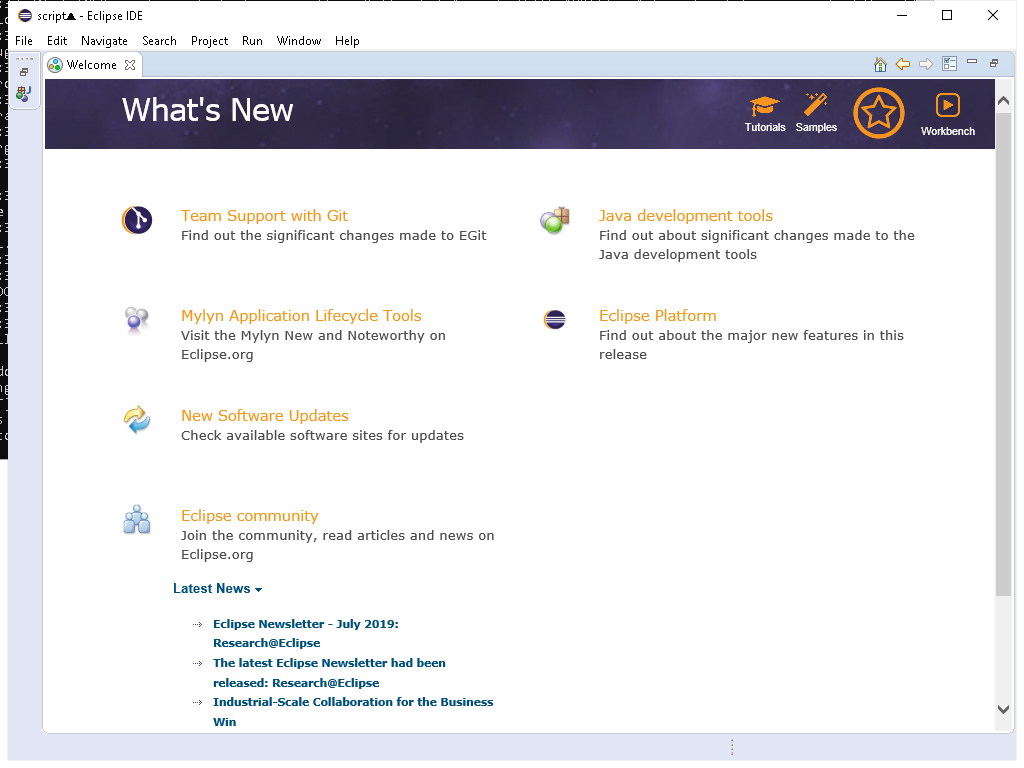 script▲ - Eclipse IDE
File Edit Navigate Search Project Run Window Help
Welcome
What's New
Tutorials Samples Workbench
Team Support with Git
Find out the significant changes made to EGit
Java development tools
Find out about significant changes made to the
Java development tools
Mylyn Application Lifecycle Tools
Visit the Mylyn New and Noteworthy on
Eclipse.org
Eclipse Platform
Find out about the major new features in this
release
New Software Updates
Check available software sites for updates
Eclipse community
Join the community, read articles and news on
Eclipse.org
Latest News
Eclipse Newsletter - July 2019:
Research@Eclipse
The latest Eclipse Newsletter had been
released: Research@Eclipse
Industrial-Scale Collaboration for the Business
Win